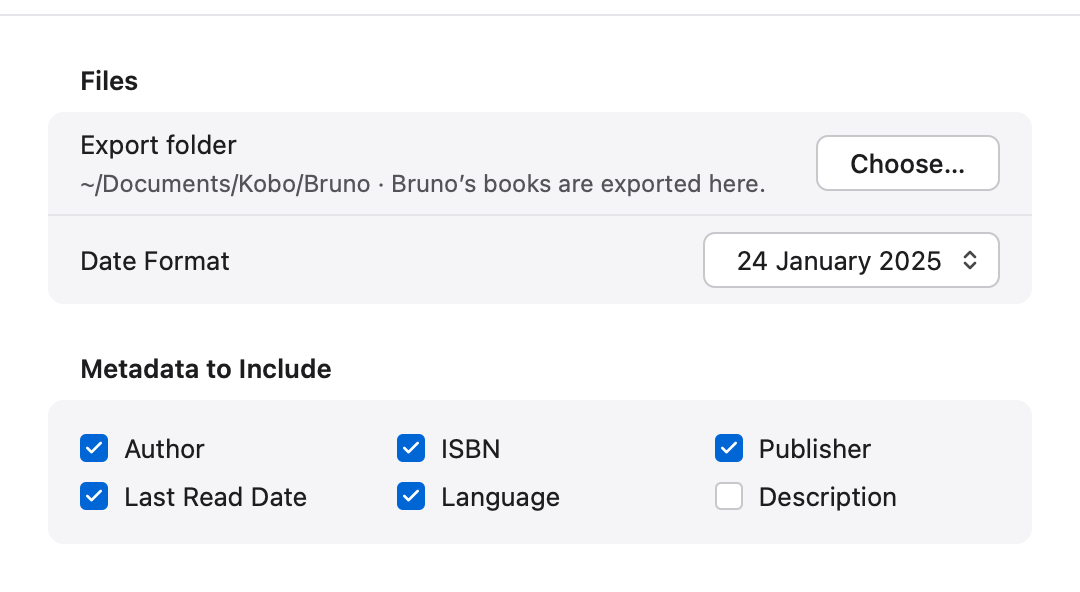 Files
Export folder
~/Documents/Kobo/Bruno · Bruno’s books are exported here.
Choose...
Date Format
24 January 2025
Metadata to Include
Author
ISBN
Publisher
Last Read Date
Language
Description